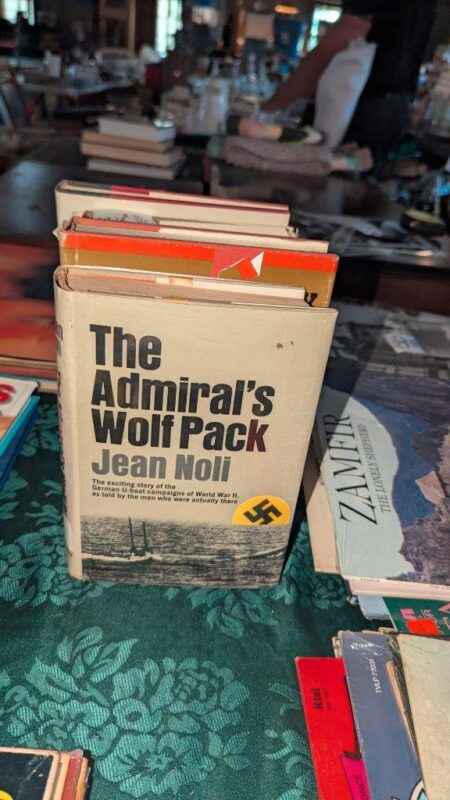 The
Admiral's
Wolf Pack
Jean Noli
The exciting story of the
German U-boat campaigns of World War II,
as told by the men who were actually there
ZAMFIR
THE LONELY SHEPHERD